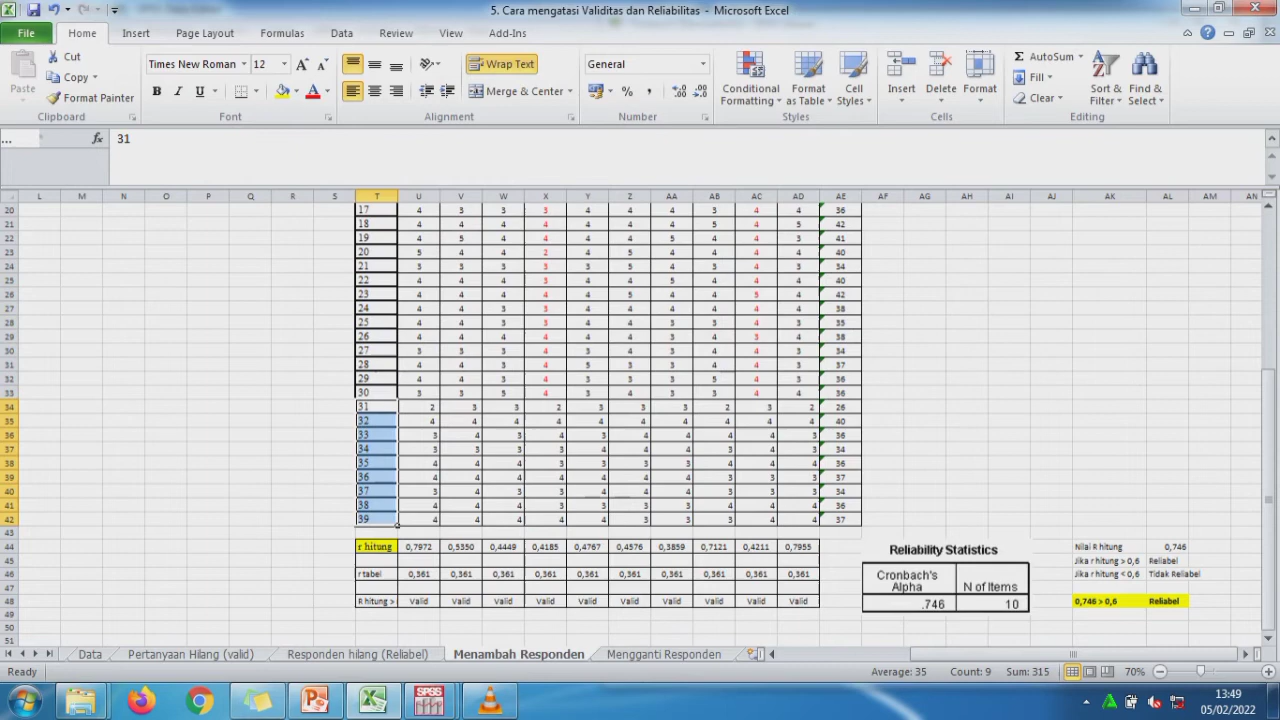 5. Cara mengatasi Validitas dan Reliabilitas - Microsoft Excel
File Home Insert Page Layout Formulas Data Review View Add-Ins
Cut Times New Roman 12 Wrap Text General AutoSum
Copy Fill
Paste Format Painter Merge & Center Conditional Formatting Format as Table Cell Styles Insert Delete Format Clear Sort & Filter Find & Select
Clipboard Font Alignment Number Styles Cells Editing
... fx 31
L M N O P Q R S T U V W X Y Z AA AB AC AD AE AF AG AH AI AJ AK AL AM AN
20 17 4 3 3 3 4 4 4 3 4 4 36
21 18 4 4 4 4 4 4 4 5 4 5 42
22 19 4 5 4 4 4 4 5 4 4 3 41
23 20 5 4 4 2 4 5 4 4 4 4 40
24 21 3 3 3 3 3 5 4 3 4 3 34
25 22 4 4 4 3 4 4 5 4 4 4 40
26 23 4 4 4 4 4 5 4 4 5 4 42
27 24 4 4 3 3 4 4 4 4 4 4 38
28 25 4 4 3 3 4 4 3 3 4 3 35
29 26 4 4 4 4 4 4 3 4 3 4 38
30 27 3 3 3 4 3 4 3 4 4 3 34
31 28 4 4 3 4 5 3 3 3 4 4 37
32 29 4 4 3 4 3 3 3 5 4 3 36
33 30 3 3 5 4 3 4 3 3 4 4 36
34 31 2 3 3 2 3 3 3 2 3 2 26
35 32 4 4 4 4 4 4 4 4 4 4 40
36 33 3 4 3 4 3 4 4 4 4 3 36
37 34 3 3 4 4 3 4 3 4 3 3 34
38 35 4 4 4 4 3 3 3 4 3 4 36
39 36 4 4 4 4 4 4 4 3 3 3 37
40 37 3 4 3 3 4 4 4 3 3 3 34
41 38 4 4 4 3 3 4 3 3 4 4 36
42 39 4 4 4 4 4 3 3 3 4 4 37
43
44 r hitung 0,7972 0,5350 0,4449 0,4185 0,4767 0,4576 0,3859 0,7121 0,4211 0,7955 Reliability Statistics Nilai R hitung 0,746
45 Jika r hitung > 0,6 Reliabel
46 r tabel 0,361 0,361 0,361 0,361 0,361 0,361 0,361 0,361 0,361 0,361 Cronbach's Alpha N of Items Jika r hitung < 0,6 Tidak Reliabel
47
48 R hitung > Valid Valid Valid Valid Valid Valid Valid Valid Valid Valid .746 10 0,746 > 0,6 Reliabel
49
50
51
Data Pertanyaan Hilang (valid) Responden hilang (Reliabel) Menambah Responden Mengganti Responden
Ready Average: 35 Count: 9 Sum: 315 70%
SPSS 13:49
05/02/2022